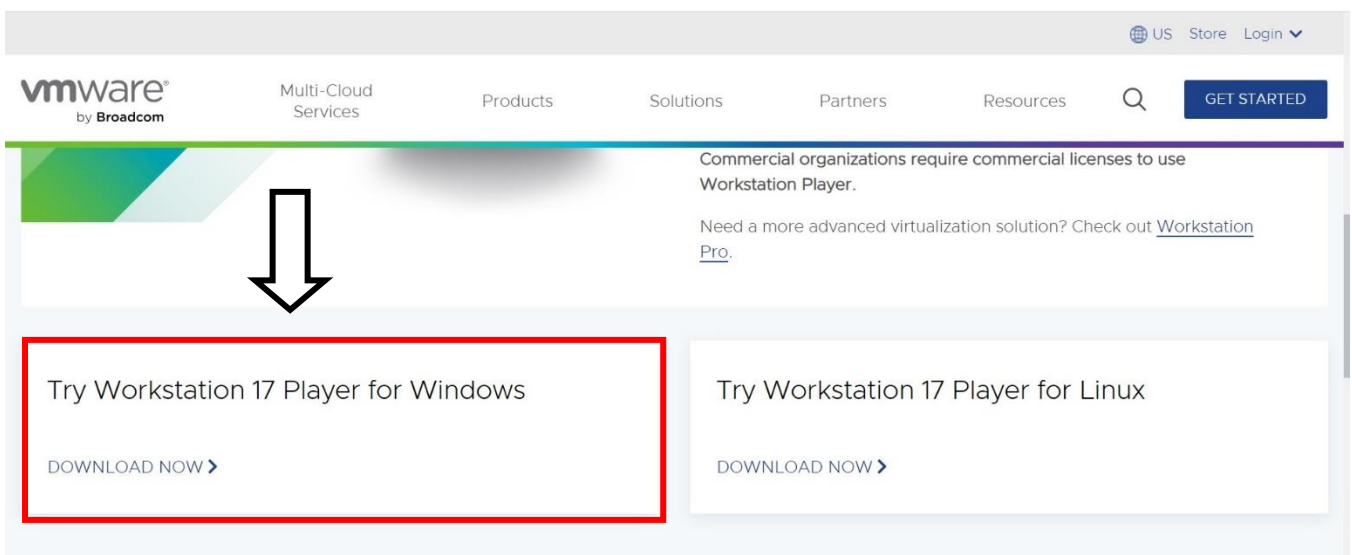 US Store Login
vmware®
by Broadcom
Multi-Cloud
Services
Products
Solutions
Partners
Resources
GET STARTED
Commercial organizations require commercial licenses to use
Workstation Player.
Need a more advanced virtualization solution? Check out Workstation
Pro.
Try Workstation 17 Player for Windows
DOWNLOAD NOW
Try Workstation 17 Player for Linux
DOWNLOAD NOW